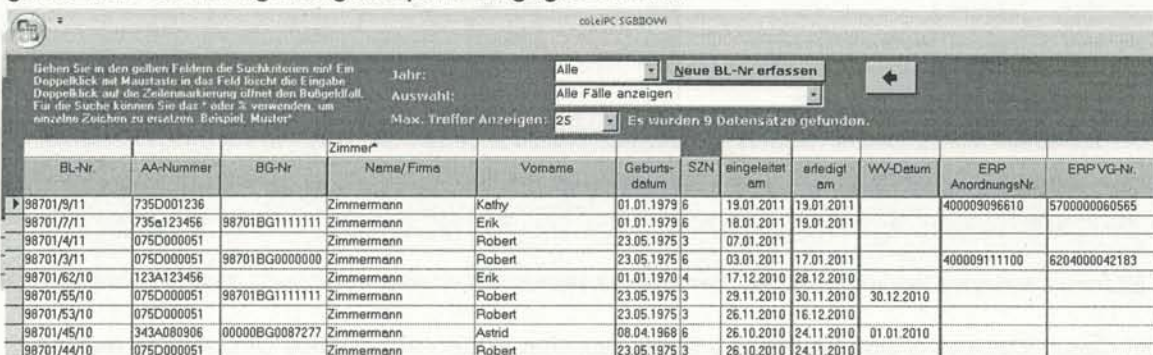 coLeiPC SGBIIOWi
Geben Sie in den gelben Feldern die Suchkriterien ein! Ein
Doppelklick mit Maustaste in das Feld löscht die Eingabe
Doppelklick auf die Zeilenmarkierung öffnet den Bußgeldfall.
Für die Suche können Sie das * oder % verwenden, um
einzelne Zeichen zu ersetzen. Beispiel: Muster*
Jahr: Alle Neue BL-Nr erfassen
Auswahl: Alle Fälle anzeigen
Max. Treffer Anzeigen: 25 Es wurden 9 Datensätze gefunden.
Zimmer*
BL-Nr. AA-Nummer BG-Nr Name/Firma Vorname Geburts-datum SZN eingeleitet am erledigt am WV-Datum ERP AnordnungsNr. ERP VG-Nr.
98701/9/11 735D001236 Zimmermann Kathy 01.01.1979 6 19.01.2011 19.01.2011 400009096610 5700000060565
98701/7/11 735a123456 98701BG1111111 Zimmermann Erik 01.01.1979 6 18.01.2011 19.01.2011
98701/4/11 075D000051 Zimmermann Robert 23.05.1975 3 07.01.2011
98701/3/11 075D000051 98701BG0000000 Zimmermann Robert 23.05.1975 6 03.01.2011 17.01.2011 400009111100 6204000042183
98701/62/10 123A123456 Zimmermann Erik 01.01.1970 4 17.12.2010 28.12.2010
98701/55/10 075D000051 98701BG1111111 Zimmermann Robert 23.05.1975 3 29.11.2010 30.11.2010 30.12.2010
98701/53/10 075D000051 Zimmermann Robert 23.05.1975 3 26.11.2010 16.12.2010
98701/45/10 343A080906 00000BG0087277 Zimmermann Astrid 08.04.1968 6 26.10.2010 24.11.2010 01.01.2010
98701/44/10 075D000051 Zimmermann Robert 23.05.1975 3 26.10.2010 24.11.2010